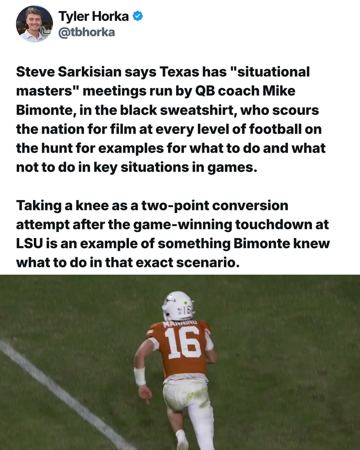 Tyler Horka
@tbhorka
Steve Sarkisian says Texas has "situational
masters" meetings run by QB coach Mike
Bimonte, in the black sweatshirt, who scours
the nation for film at every level of football on
the hunt for examples for what to do and what
not to do in key situations in games.
Taking a knee as a two-point conversion
attempt after the game-winning touchdown at
LSU is an example of something Bimonte knew
what to do in that exact scenario.
MANNING
16